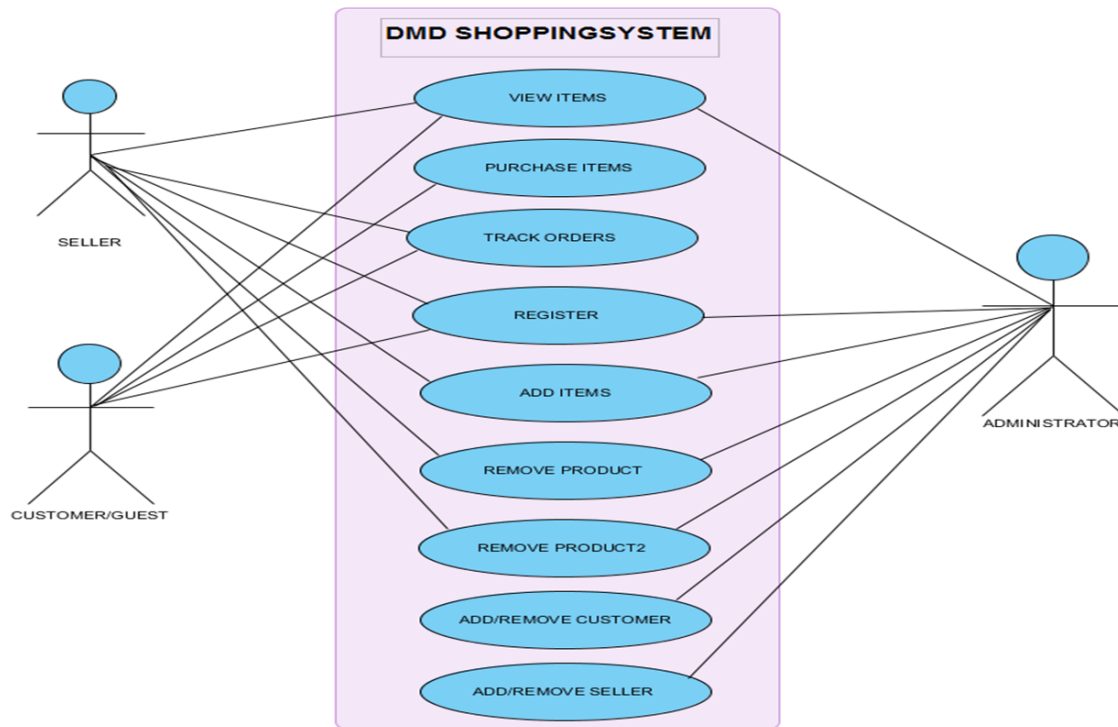 DMD SHOPPINGSYSTEM
VIEW ITEMS
PURCHASE ITEMS
TRACK ORDERS
SELLER
REGISTER
ADD ITEMS
ADMINISTRATOR
REMOVE PRODUCT
CUSTOMER/GUEST
REMOVE PRODUCT2
ADD/REMOVE CUSTOMER
ADD/REMOVE SELLER